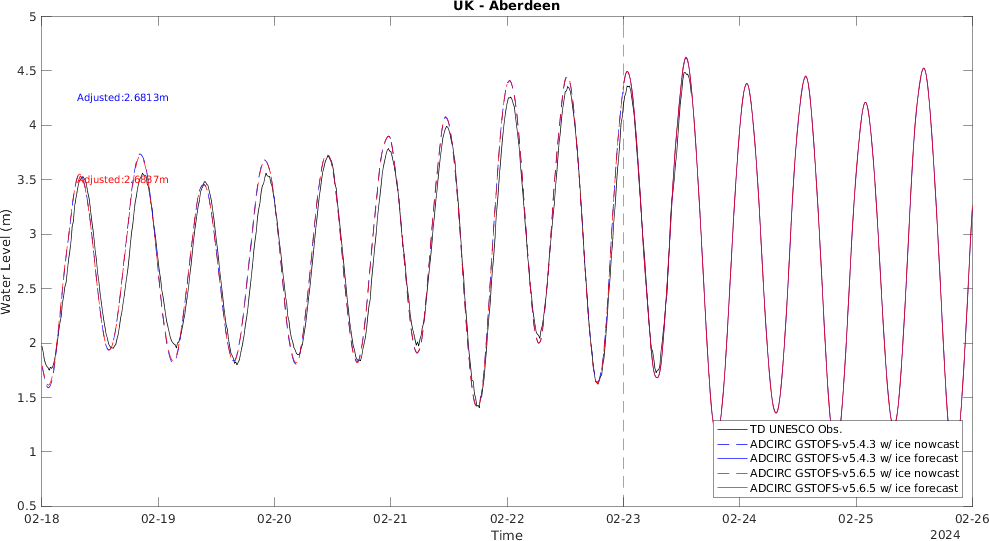 UK - Aberdeen
5
4.5
4
3.5
3
2.5
2
1.5
1
0.5
Water Level (m)
Adjusted:2.6813m
TD UNESCO Obs.
ADCIRC GSTOFS-v5.4.3 w/ ice nowcast
ADCIRC GSTOFS-v5.4.3 w/ ice forecast
ADCIRC GSTOFS-v5.6.5 w/ ice nowcast
ADCIRC GSTOFS-v5.6.5 w/ ice forecast
02-18 02-19 02-20 02-21 02-22 02-23 02-24 02-25 02-26
Time
2024